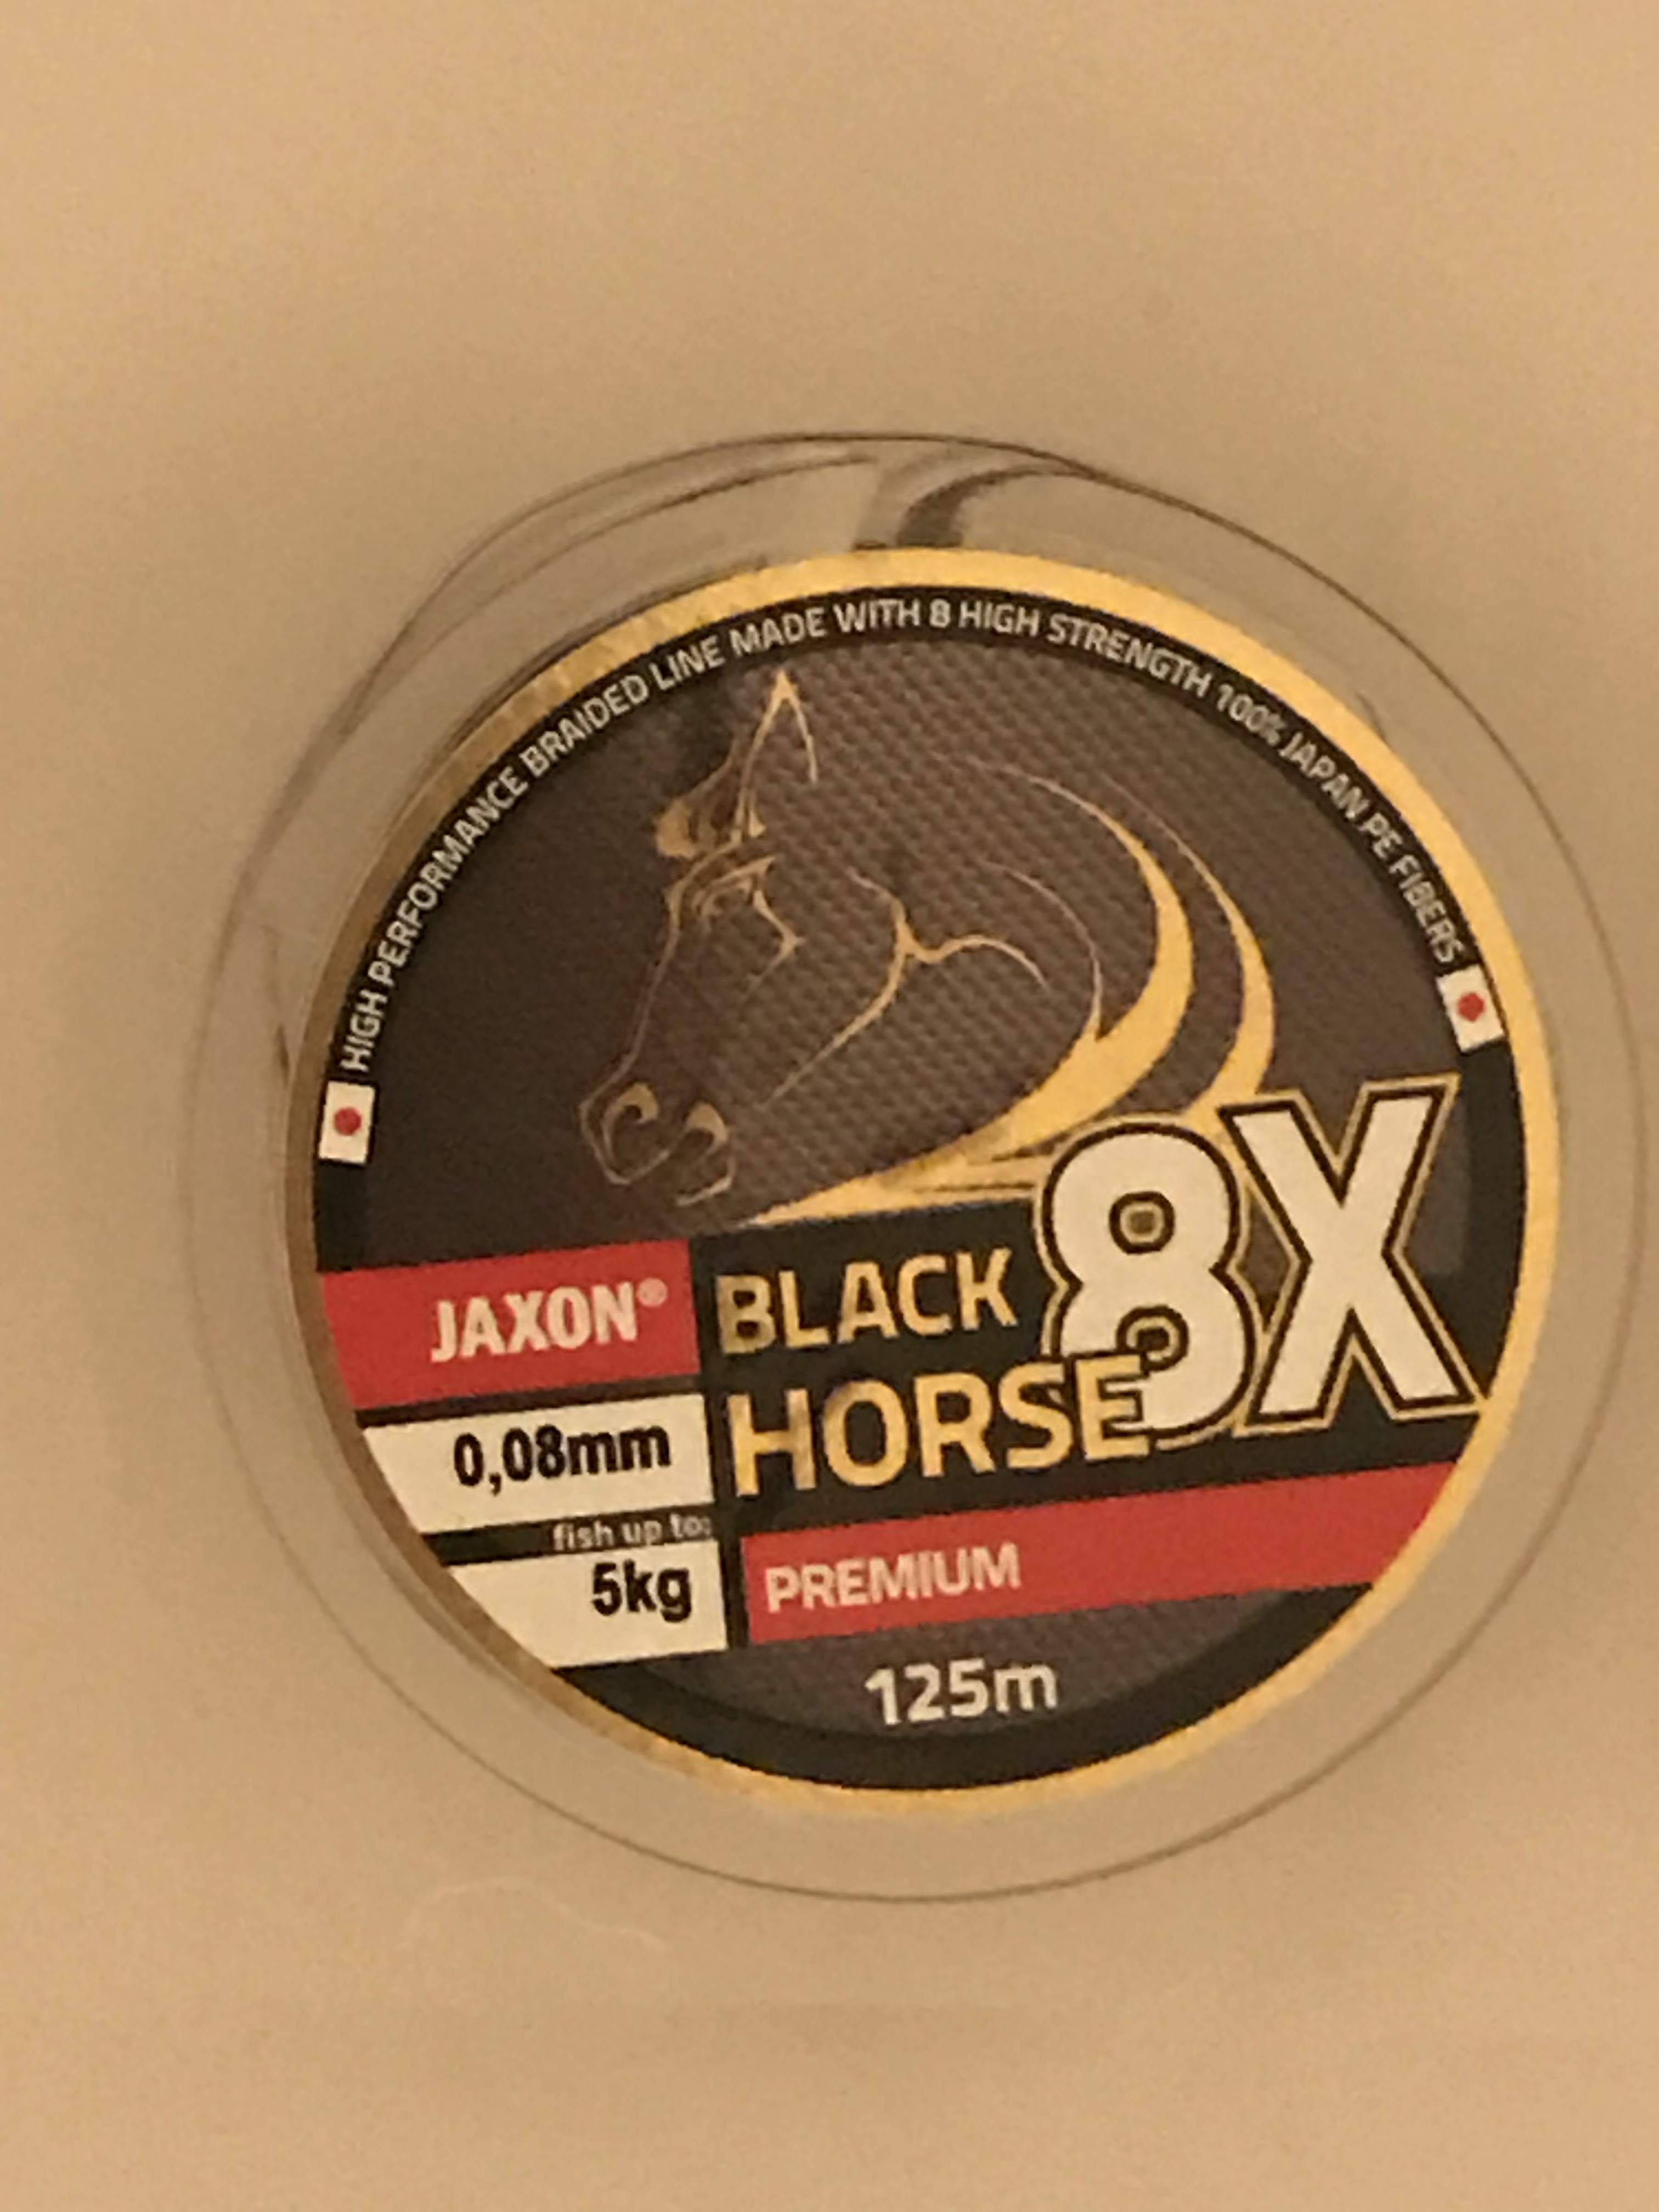 HIGH PERFORMANCE BRAIDED LINE MADE WITH 8 HIGH STRENGTH 100% JAPAN PE FIBERS
JAXON®
BLACK
HORSE
8X
0,08mm
fish up to:
5kg
PREMIUM
125m